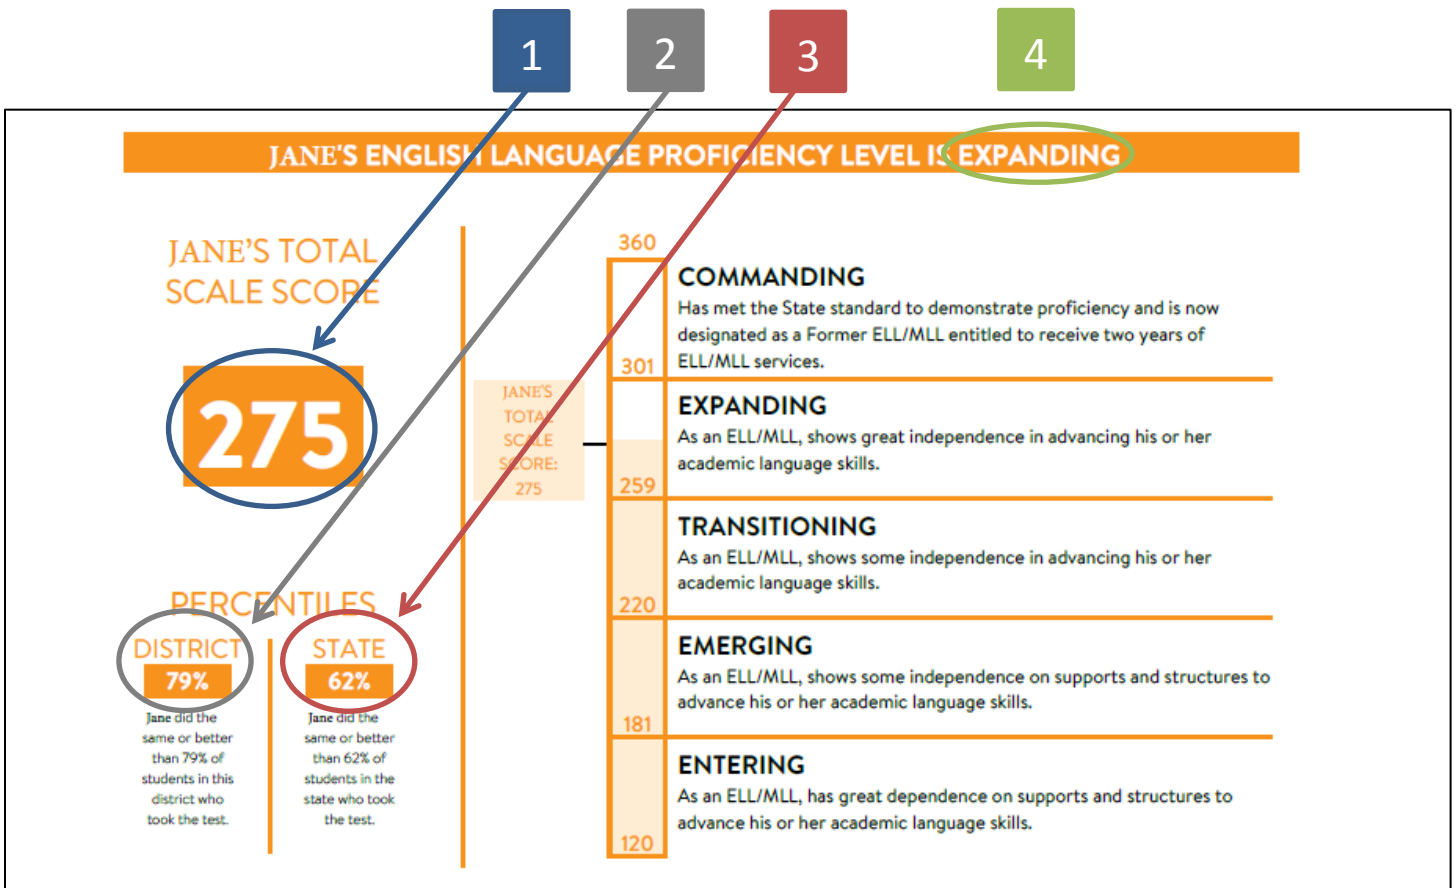 1 2 3 4
JANE'S ENGLISH LANGUAGE PROFICIENCY LEVEL IS EXPANDING
JANE'S TOTAL
SCALE SCORE
275
PERCENTILES
DISTRICT
79%
Jane did the
same or better
than 79% of
students in this
district who
took the test.
STATE
62%
Jane did the
same or better
than 62% of
students in the
state who took
the test.
JANE'S
TOTAL
SCALE
SCORE:
275
360
COMMANDING
Has met the State standard to demonstrate proficiency and is now
designated as a Former ELL/MLL entitled to receive two years of
ELL/MLL services.
301
EXPANDING
As an ELL/MLL, shows great independence in advancing his or her
academic language skills.
259
TRANSITIONING
As an ELL/MLL, shows some independence in advancing his or her
academic language skills.
220
EMERGING
As an ELL/MLL, shows some independence on supports and structures to
advance his or her academic language skills.
181
ENTERING
As an ELL/MLL, has great dependence on supports and structures to
advance his or her academic language skills.
120